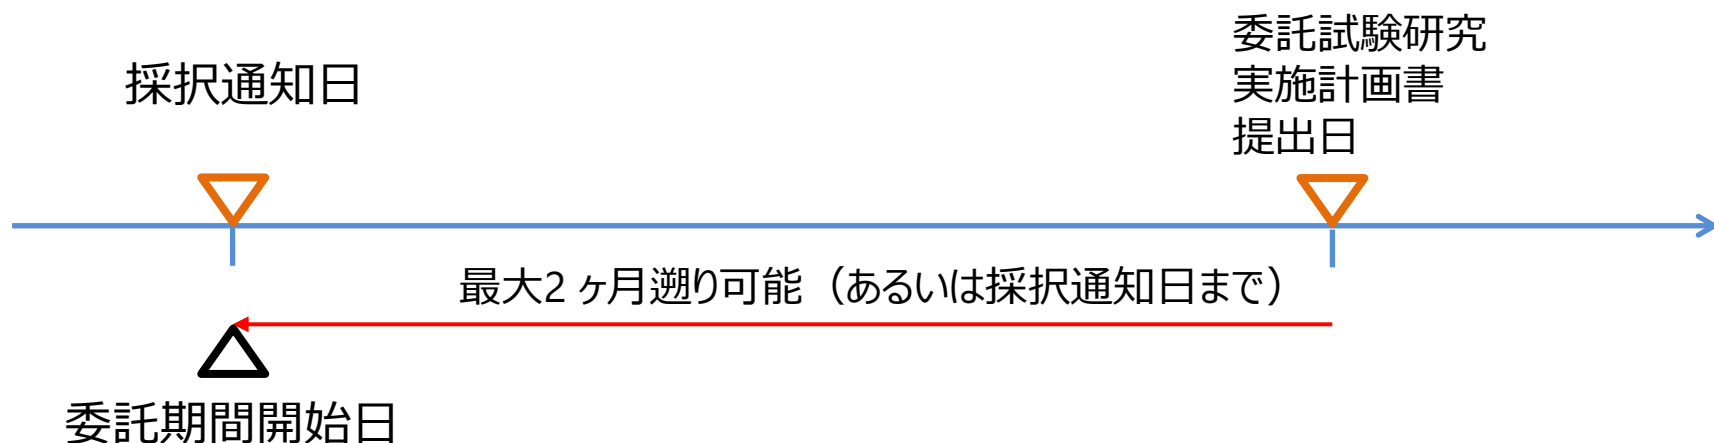 採択通知日
委託試験研究
実施計画書
提出日
最大2ヶ月遡り可能（あるいは採択通知日まで）
委託期間開始日